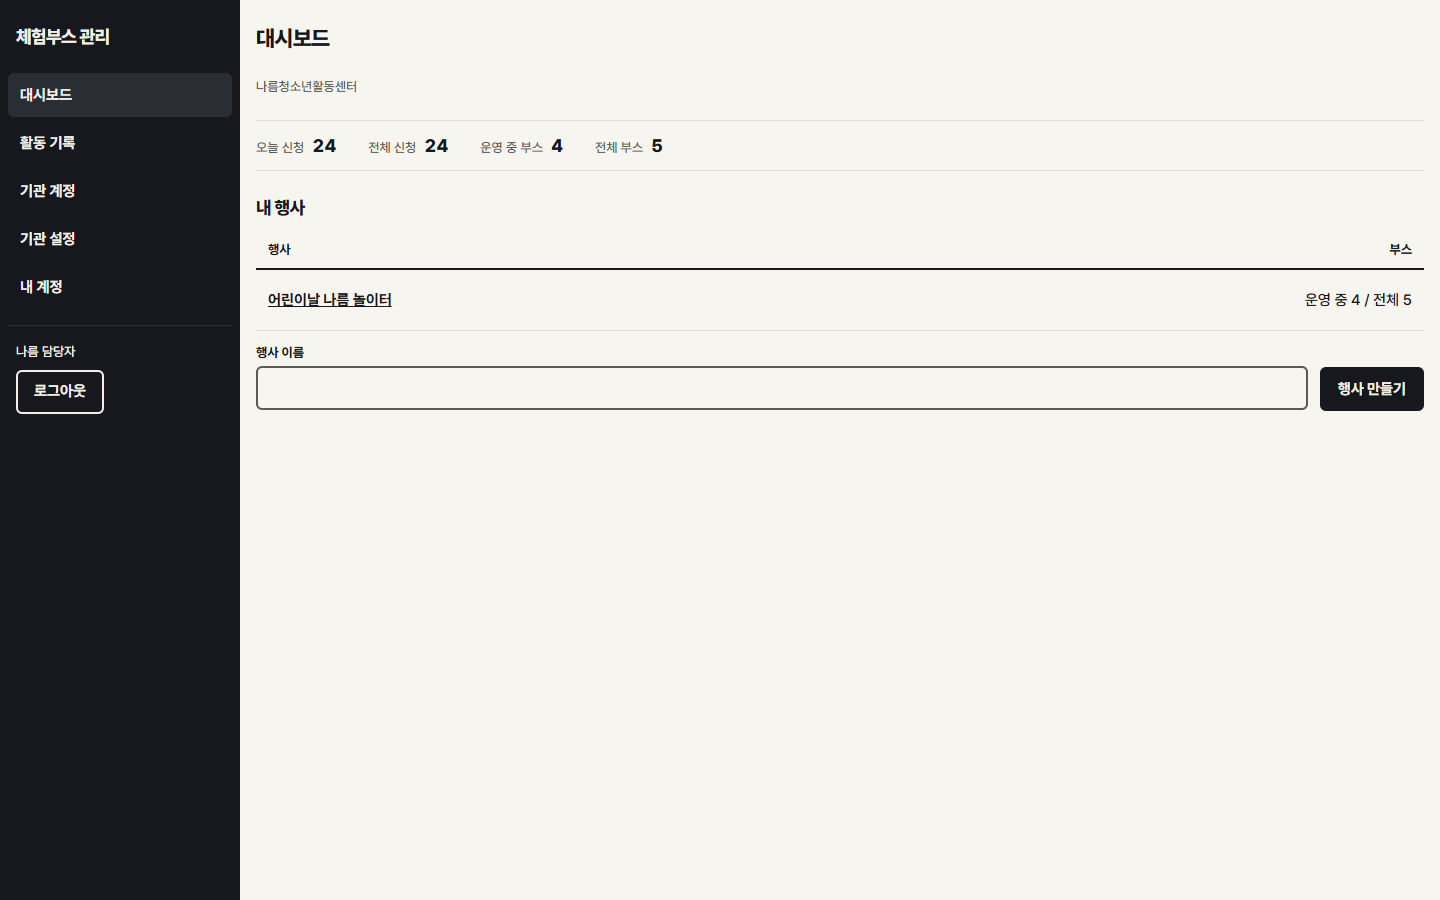 체험부스 관리
대시보드
활동 기록
기관 계정
기관 설정
내 계정
나름 담당자
로그아웃
대시보드
나름청소년활동센터
오늘 신청 24 전체 신청 24 운영 중 부스 4 전체 부스 5
내 행사
행사 부스
어린이날 나름 놀이터 운영 중 4 / 전체 5
행사 이름
행사 만들기